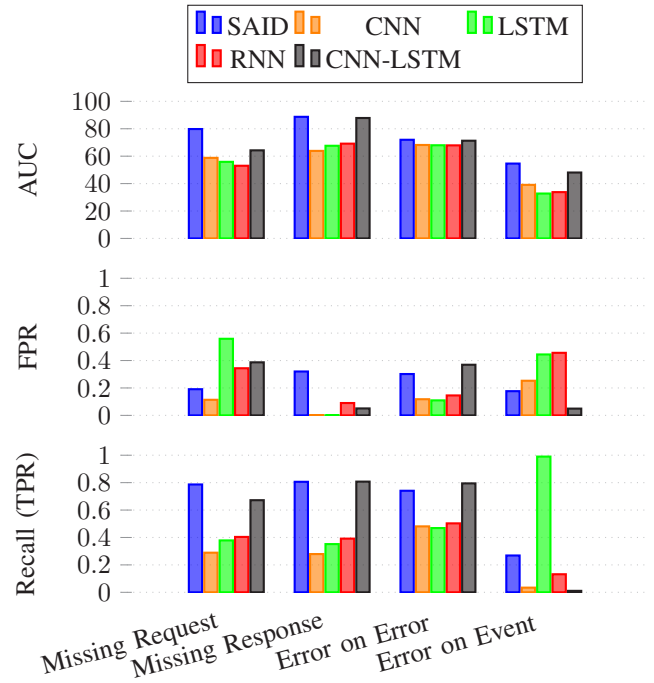 SAID CNN LSTM
RNN CNN-LSTM
100
80
60
40
20
0
AUC
1
0.8
0.6
0.4
0.2
0
FPR
1
0.8
0.6
0.4
0.2
0
Recall (TPR)
Missing Request
Missing Response
Error on Error
Error on Event